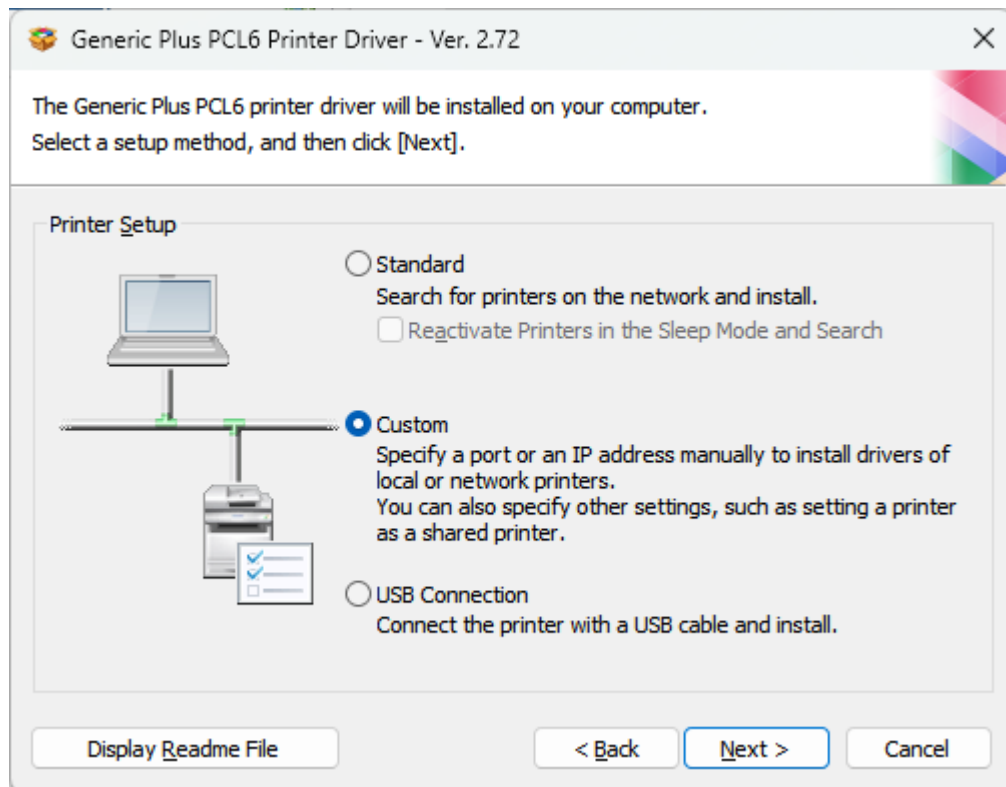 Generic Plus PCL6 Printer Driver - Ver. 2.72
The Generic Plus PCL6 printer driver will be installed on your computer.
Select a setup method, and then click [Next].
Printer Setup
Standard
Search for printers on the network and install.
Reactivate Printers in the Sleep Mode and Search
Custom
Specify a port or an IP address manually to install drivers of
local or network printers.
You can also specify other settings, such as setting a printer
as a shared printer.
USB Connection
Connect the printer with a USB cable and install.
Display Readme File
< Back
Next >
Cancel